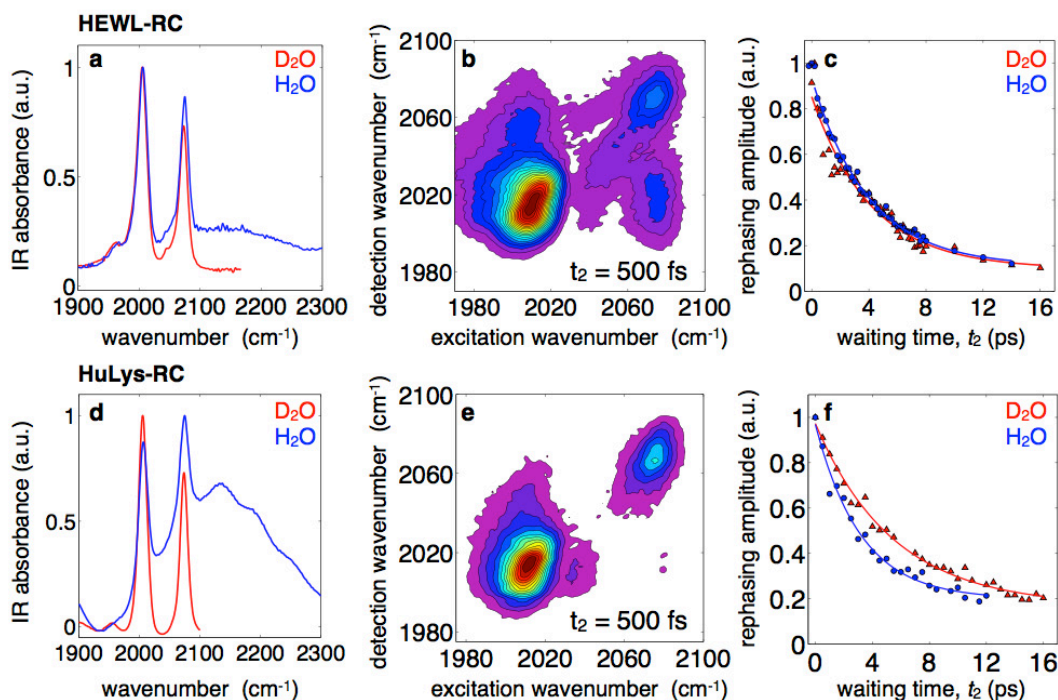 HEWL-RC
a
D₂O
H₂O
IR absorbance (a.u.)
1
0.5
0
1900 2000 2100 2200 2300
wavenumber (cm⁻¹)
b
detection wavenumber (cm⁻¹)
2100
2060
2020
1980
t₂ = 500 fs
1980 2020 2060 2100
excitation wavenumber (cm⁻¹)
c
D₂O
H₂O
rephasing amplitude (a.u.)
1
0.8
0.6
0.4
0.2
0
0 4 8 12 16
waiting time, t₂ (ps)
HuLys-RC
d
D₂O
H₂O
IR absorbance (a.u.)
1
0.5
0
1900 2000 2100 2200 2300
wavenumber (cm⁻¹)
e
detection wavenumber (cm⁻¹)
2100
2060
2020
1980
t₂ = 500 fs
1980 2020 2060 2100
excitation wavenumber (cm⁻¹)
f
D₂O
H₂O
rephasing amplitude (a.u.)
1
0.8
0.6
0.4
0.2
0
0 4 8 12 16
waiting time, t₂ (ps)